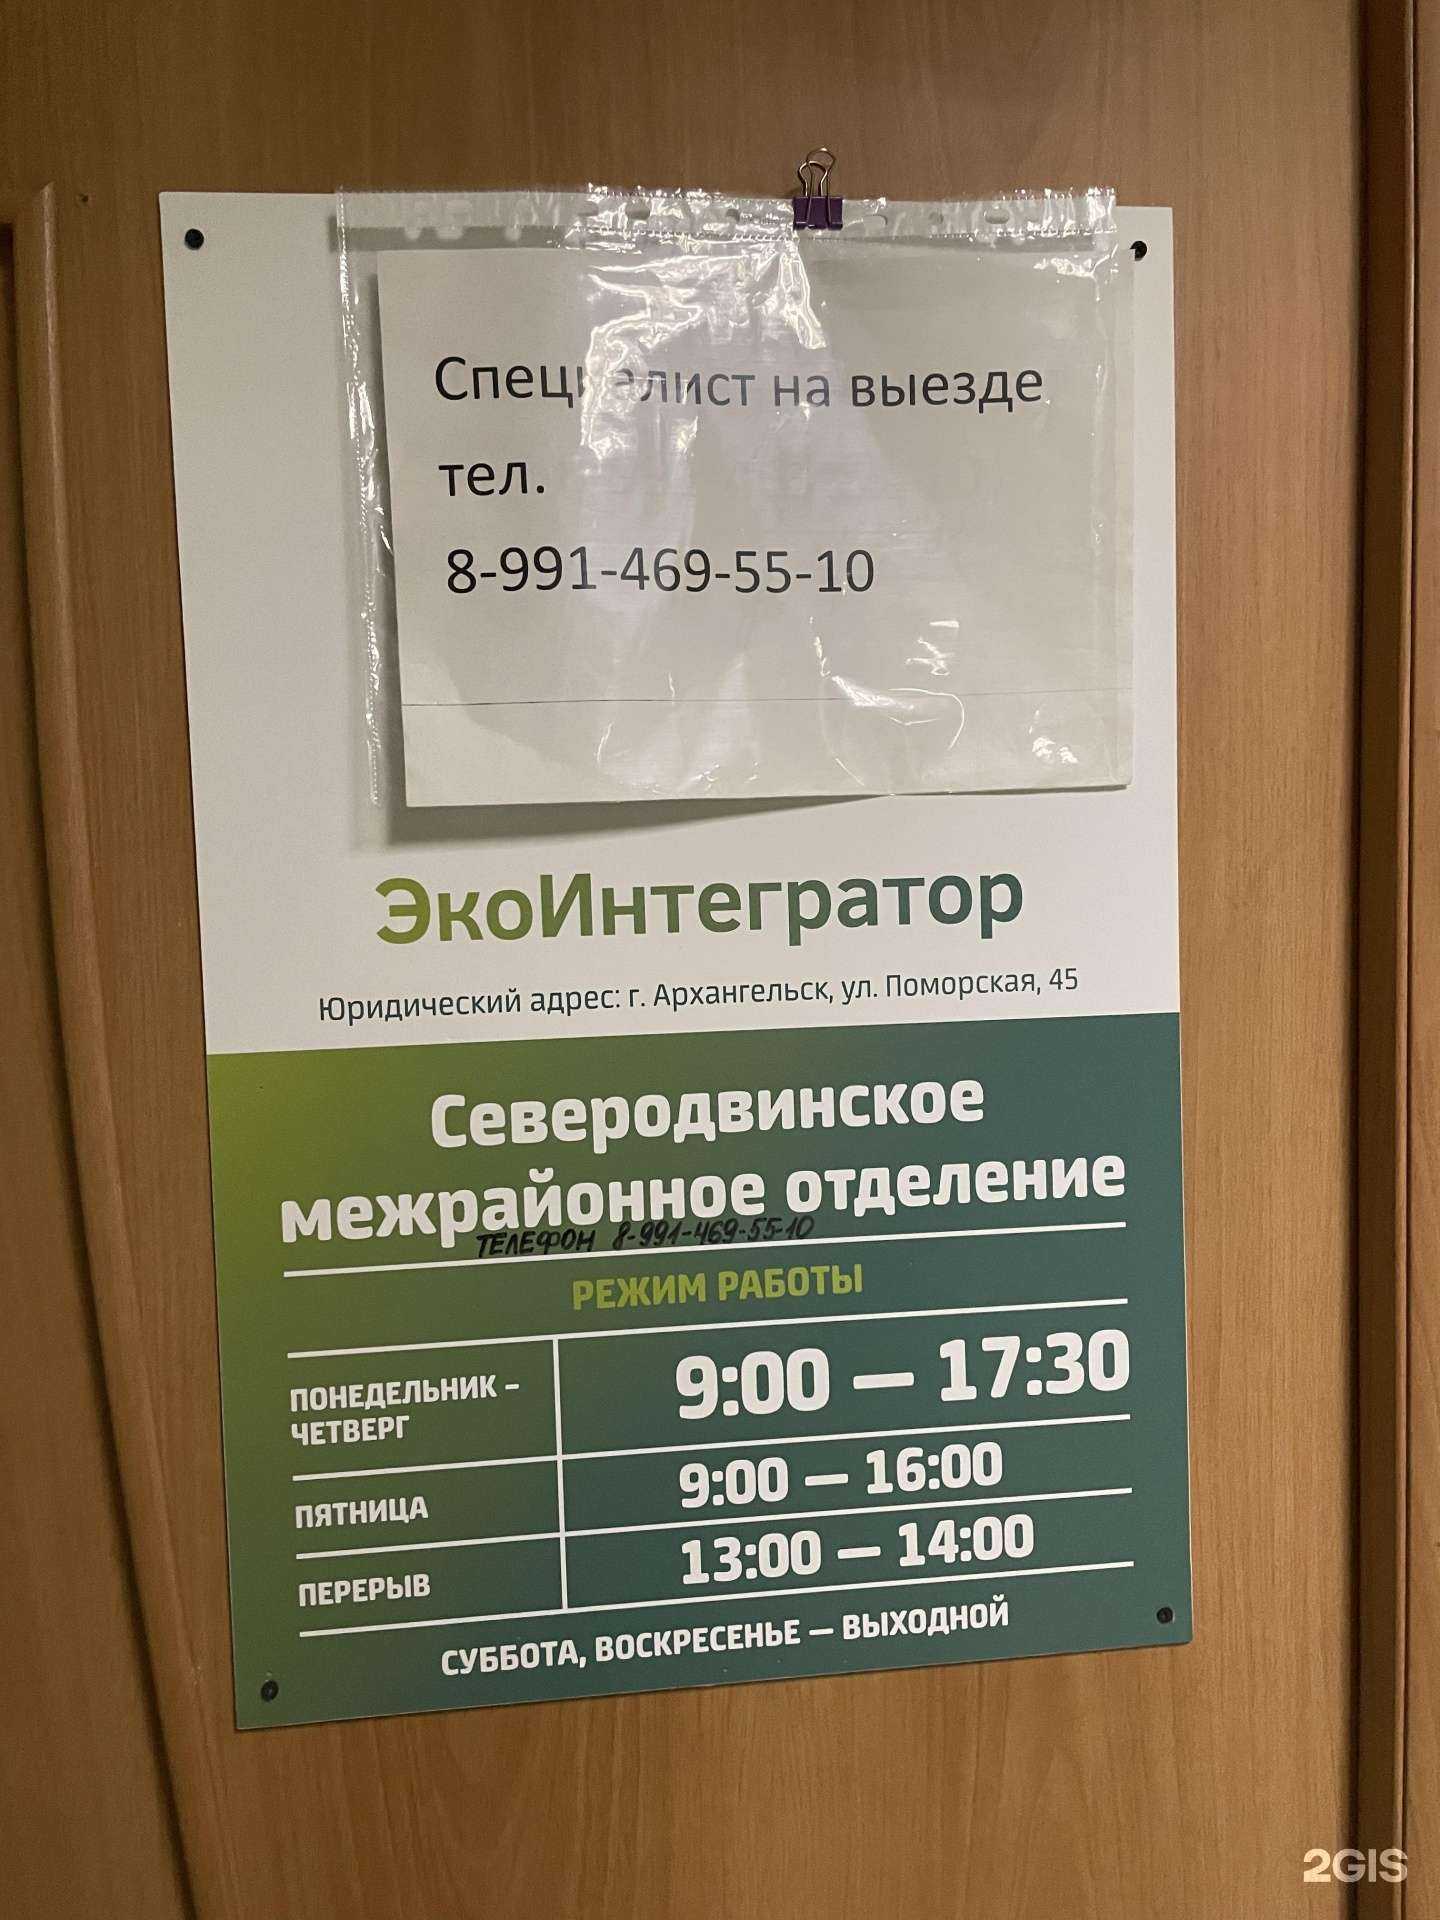 Специалист на выезде
тел.
8-991-469-55-10
ЭкоИнтегратор
Юридический адрес: г. Архангельск, ул. Поморская, 45
Северодвинское
межрайонное отделение
ТЕЛЕФОН 8-991-469-55-10
РЕЖИМ РАБОТЫ
ПОНЕДЕЛЬНИК –
ЧЕТВЕРГ
9:00 — 17:30
ПЯТНИЦА
9:00 — 16:00
ПЕРЕРЫВ
13:00 — 14:00
СУББОТА, ВОСКРЕСЕНЬЕ — ВЫХОДНОЙ
2GIS